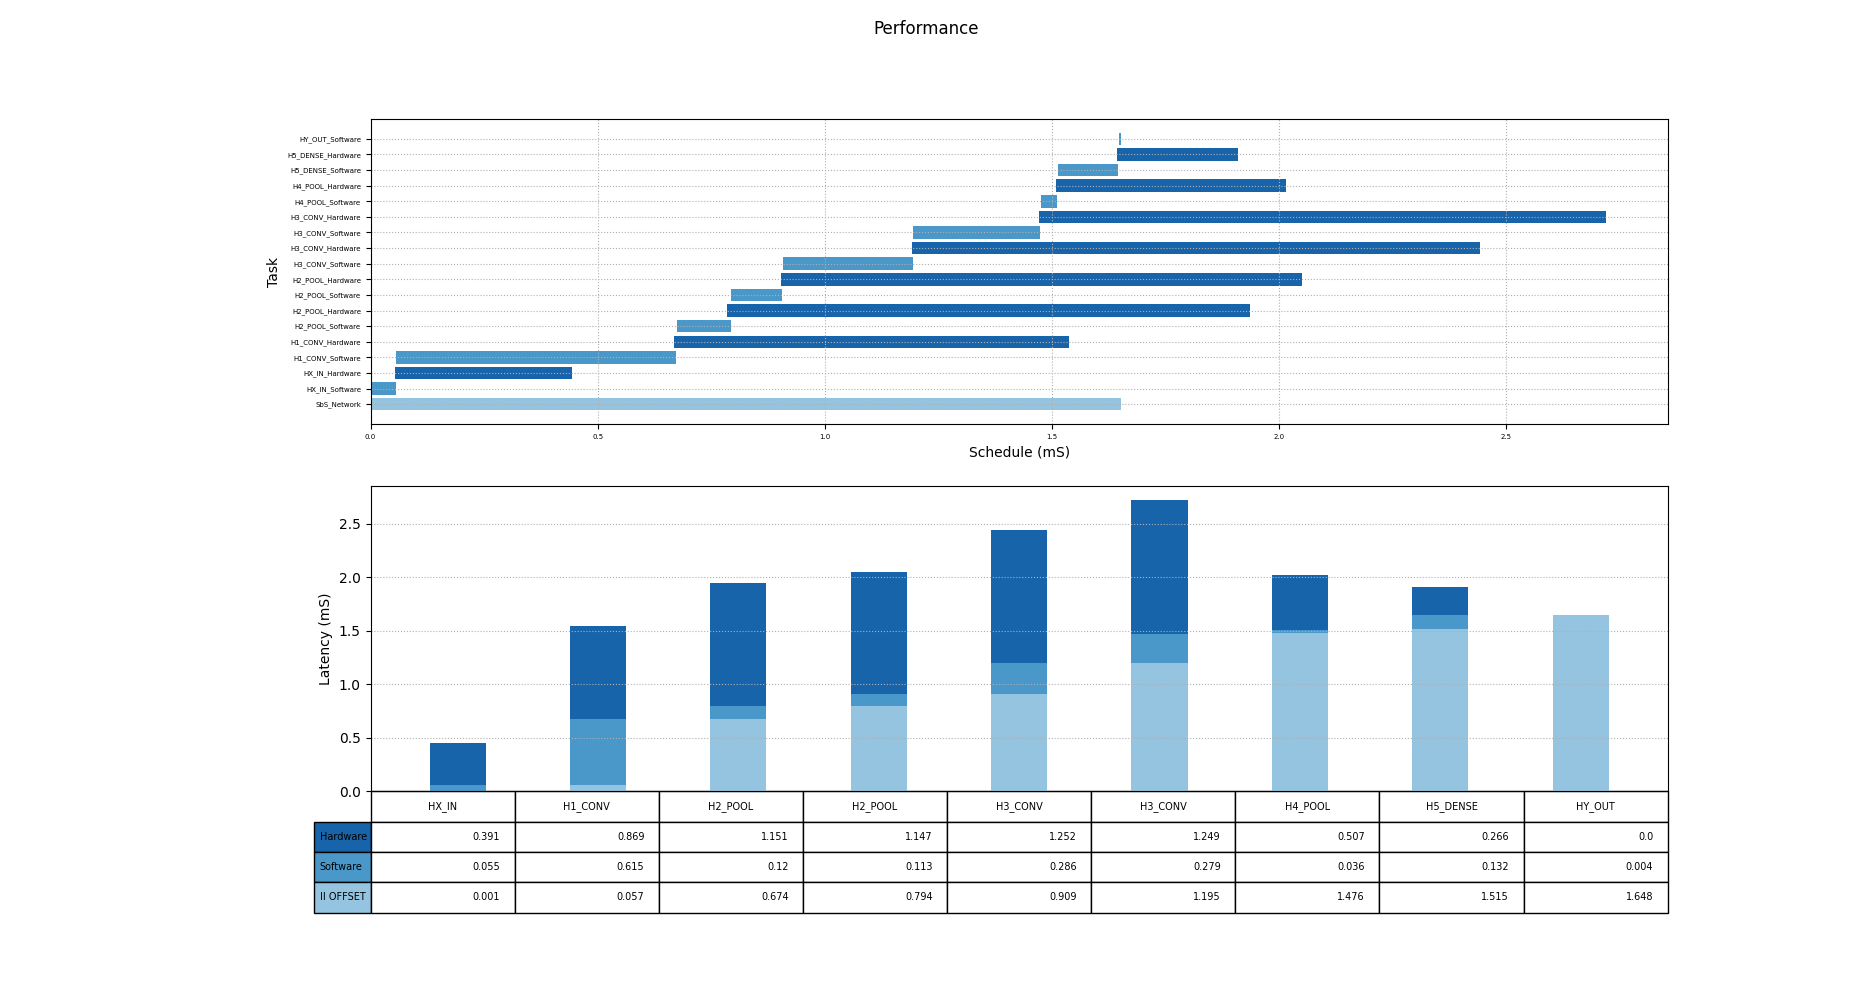 Performance
Task
HY_OUT_Software
H5_DENSE_Hardware
H5_DENSE_Software
H4_POOL_Hardware
H4_POOL_Software
H3_CONV_Hardware
H3_CONV_Software
H3_CONV_Hardware
H3_CONV_Software
H2_POOL_Hardware
H2_POOL_Software
H2_POOL_Hardware
H2_POOL_Software
H1_CONV_Hardware
H1_CONV_Software
HX_IN_Hardware
HX_IN_Software
SbS_Network
0.0 0.5 1.0 1.5 2.0 2.5
Schedule (mS)
Latency (mS)
2.5
2.0
1.5
1.0
0.5
0.0
HX_IN H1_CONV H2_POOL H2_POOL H3_CONV H3_CONV H4_POOL H5_DENSE HY_OUT
Hardware 0.391 0.869 1.151 1.147 1.252 1.249 0.507 0.266 0.0
Software 0.055 0.615 0.12 0.113 0.286 0.279 0.036 0.132 0.004
II OFFSET 0.001 0.057 0.674 0.794 0.909 1.195 1.476 1.515 1.648